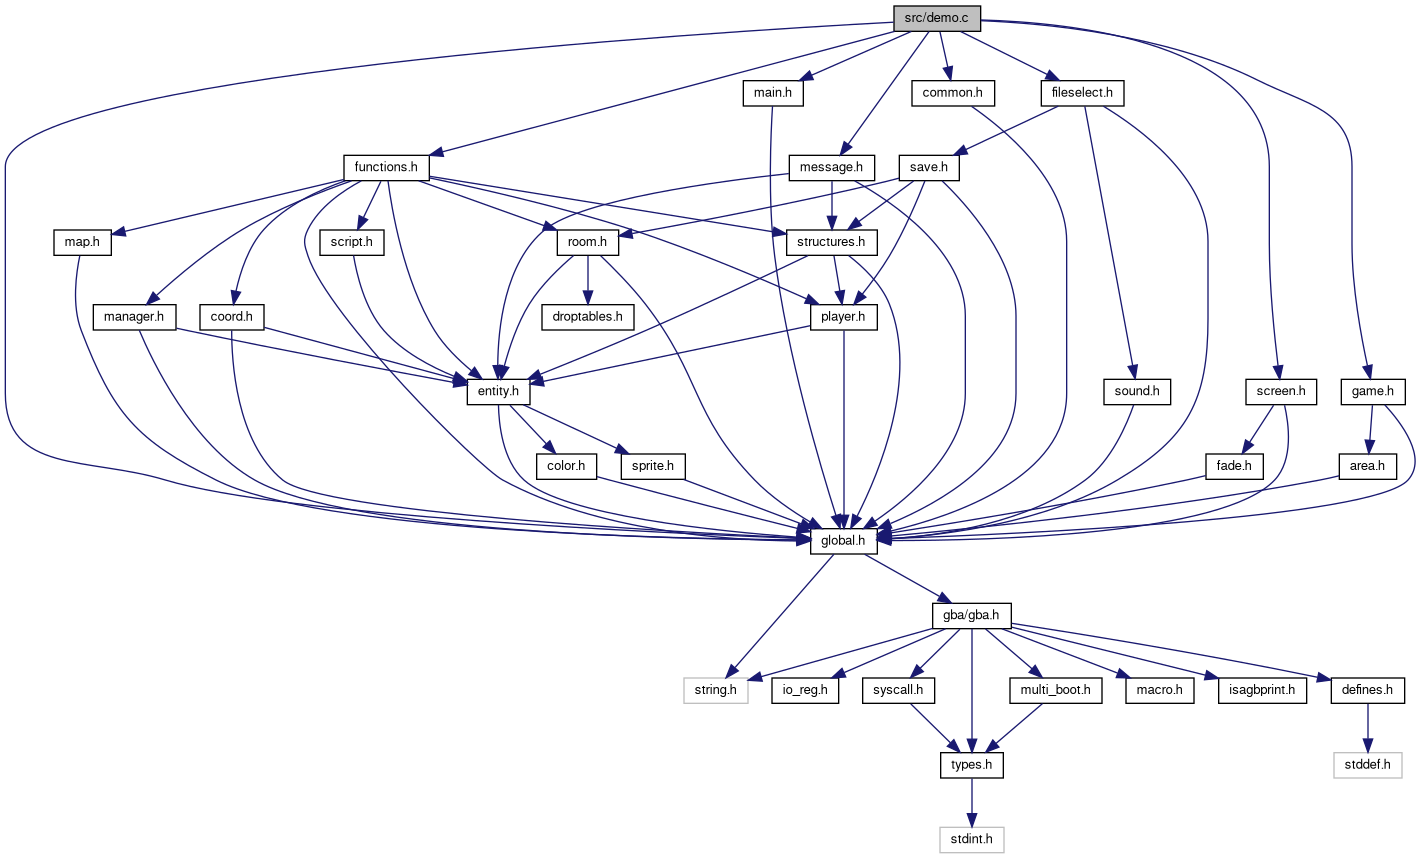 src/demo.c
main.h
common.h
fileselect.h
functions.h
message.h
save.h
map.h
script.h
room.h
structures.h
manager.h
coord.h
droptables.h
player.h
entity.h
sound.h
screen.h
game.h
color.h
sprite.h
fade.h
area.h
global.h
gba/gba.h
string.h
io_reg.h
syscall.h
multi_boot.h
macro.h
isagbprint.h
defines.h
types.h
stddef.h
stdint.h